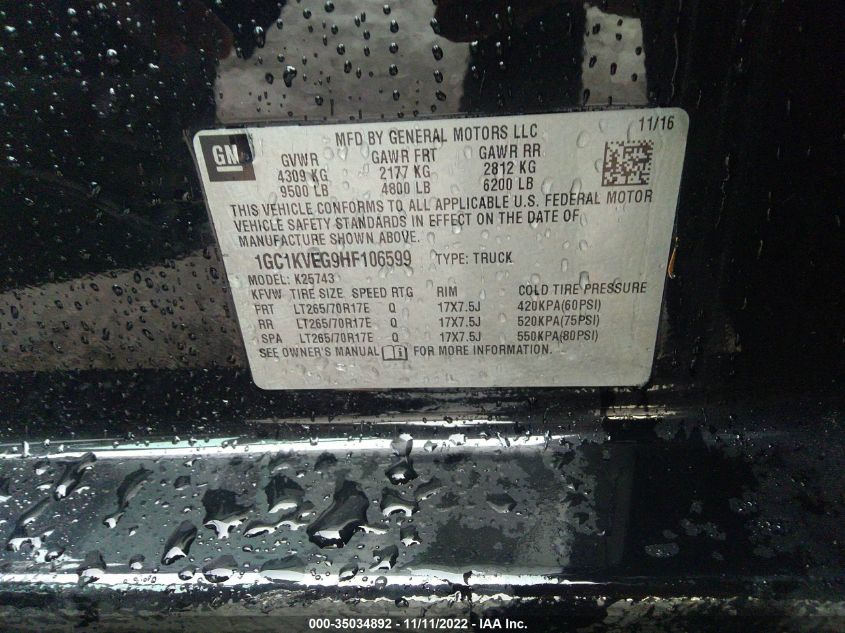 GM
MFD BY GENERAL MOTORS LLC
11/16
GVWR GAWR FRT GAWR RR
4309 KG 2177 KG 2812 KG
9500 LB 4800 LB 6200 LB
THIS VEHICLE CONFORMS TO ALL APPLICABLE U.S. FEDERAL MOTOR
VEHICLE SAFETY STANDARDS IN EFFECT ON THE DATE OF
MANUFACTURE SHOWN ABOVE.
1GC1KVEG9HF106599 TYPE: TRUCK
MODEL: K25743
KFVW TIRE SIZE SPEED RTG RIM COLD TIRE PRESSURE
FRT LT265/70R17E Q 17X7.5J 420KPA(60PSI)
RR LT265/70R17E Q 17X7.5J 520KPA(75PSI)
SPA LT265/70R17E Q 17X7.5J 550KPA(80PSI)
SEE OWNER'S MANUAL FOR MORE INFORMATION.
000-35034892 - 11/11/2022 - IAA Inc.